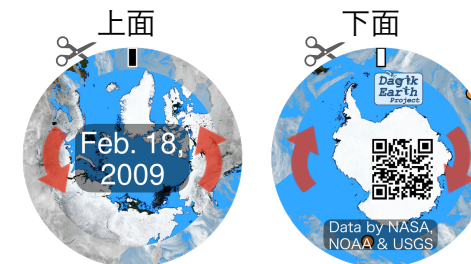 上面
下面
Feb. 18,
2009
Dagik
Earth
Project
Data by NASA,
NOAA & USGS